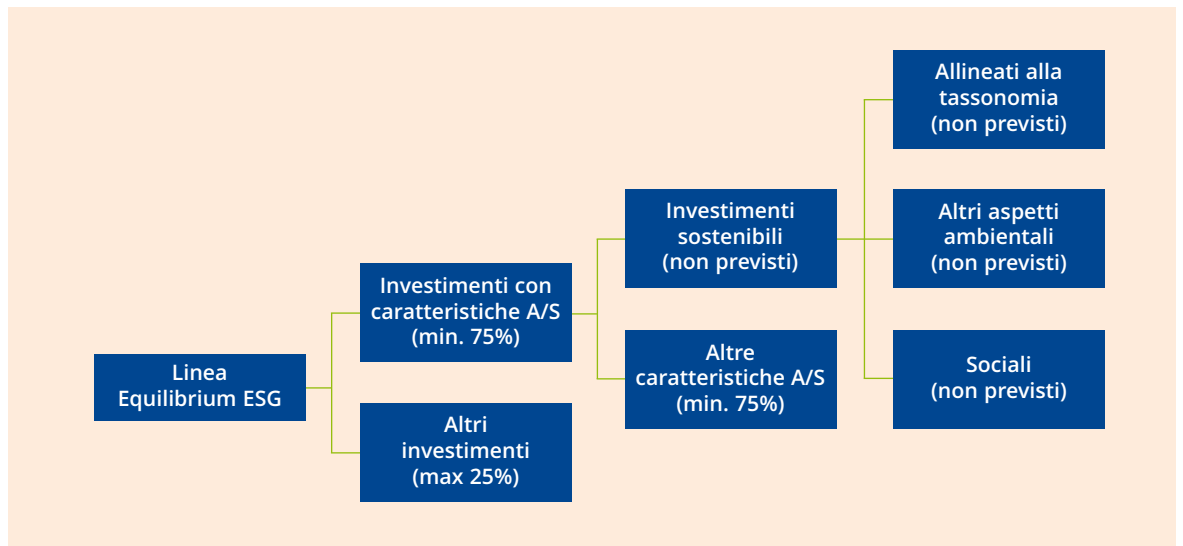 Linea
Equilibrium ESG
Investimenti con
caratteristiche A/S
(min. 75%)
Altri
investimenti
(max 25%)
Investimenti
sostenibili
(non previsti)
Altre
caratteristiche A/S
(min. 75%)
Allineati alla
tassonomia
(non previsti)
Altri aspetti
ambientali
(non previsti)
Sociali
(non previsti)